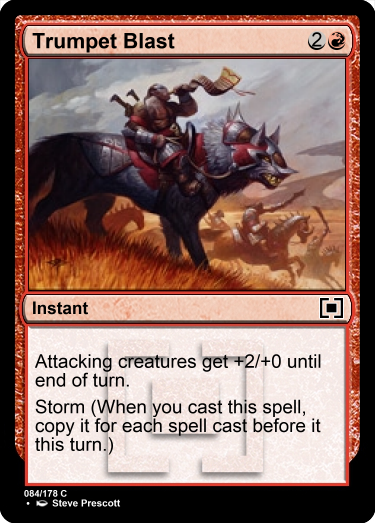 Trumpet Blast 2
Instant
Attacking creatures get +2/+0 until
end of turn.
Storm (When you cast this spell,
copy it for each spell cast before it
this turn.)
084/178 C
• Steve Prescott